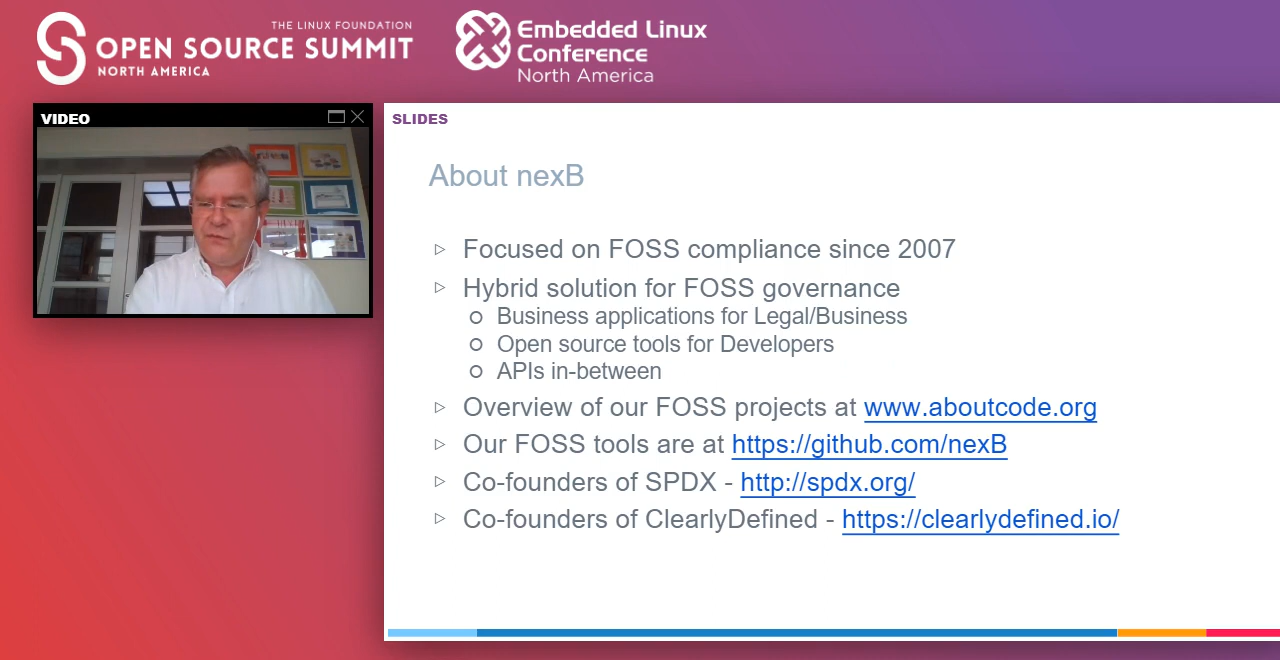 THE LINUX FOUNDATION
OPEN SOURCE SUMMIT
NORTH AMERICA
Embedded Linux
Conference
North America
VIDEO
SLIDES
About nexB
Focused on FOSS compliance since 2007
Hybrid solution for FOSS governance
Business applications for Legal/Business
Open source tools for Developers
APIs in-between
Overview of our FOSS projects at www.aboutcode.org
Our FOSS tools are at https://github.com/nexB
Co-founders of SPDX - http://spdx.org/
Co-founders of ClearlyDefined - https://clearlydefined.io/